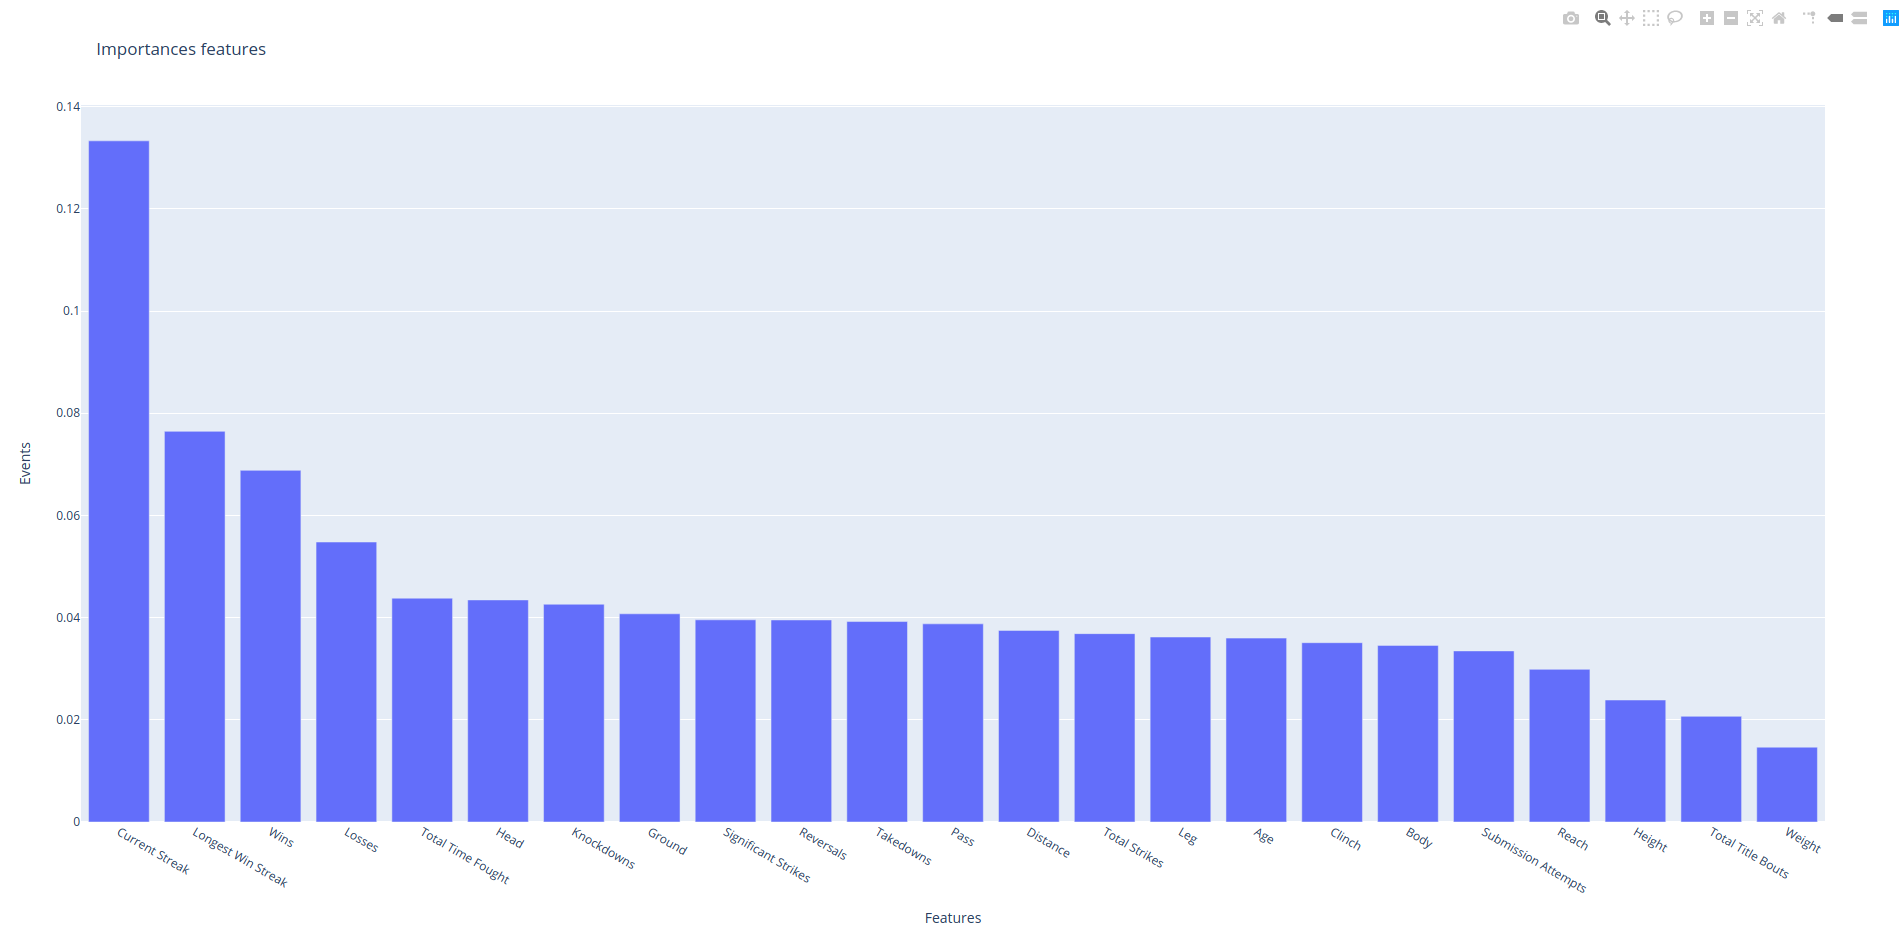 Importances features
0.14
0.12
0.1
0.08
0.06
0.04
0.02
0
Events
Current Streak
Longest Win Streak
Wins
Losses
Total Time Fought
Head
Knockdowns
Ground
Significant Strikes
Reversals
Takedowns
Pass
Distance
Total Strikes
Leg
Age
Clinch
Body
Submission Attempts
Reach
Height
Total Title Bouts
Weight
Features